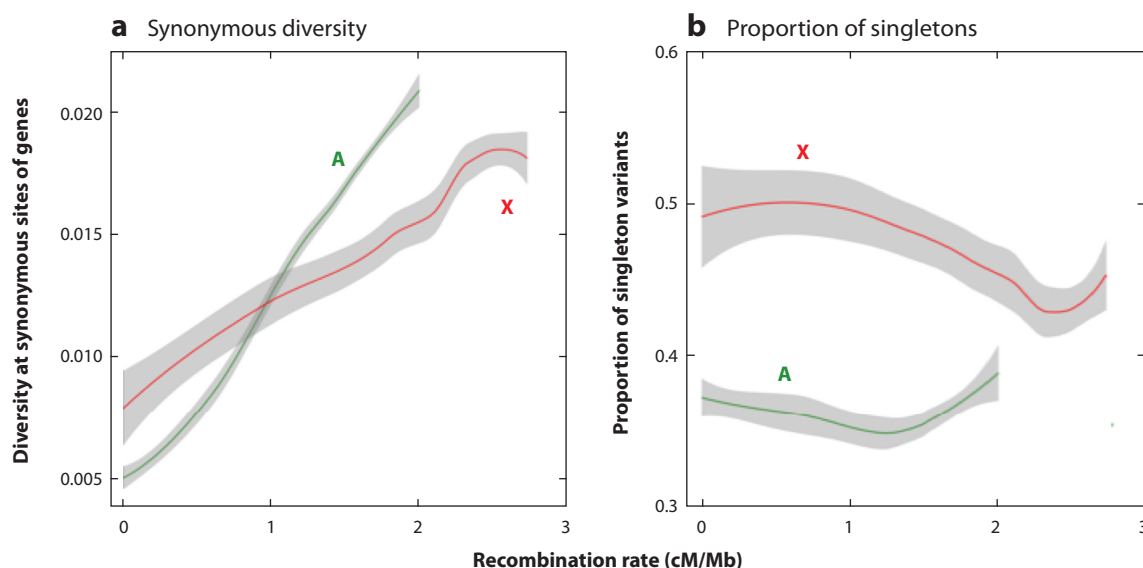 a Synonymous diversity
Diversity at synonymous sites of genes
0.020
0.015
0.010
0.005
A
X
0
1
2
3
b Proportion of singletons
Proportion of singleton variants
0.6
0.5
0.4
0.3
X
A
0
1
2
3
Recombination rate (cM/Mb)